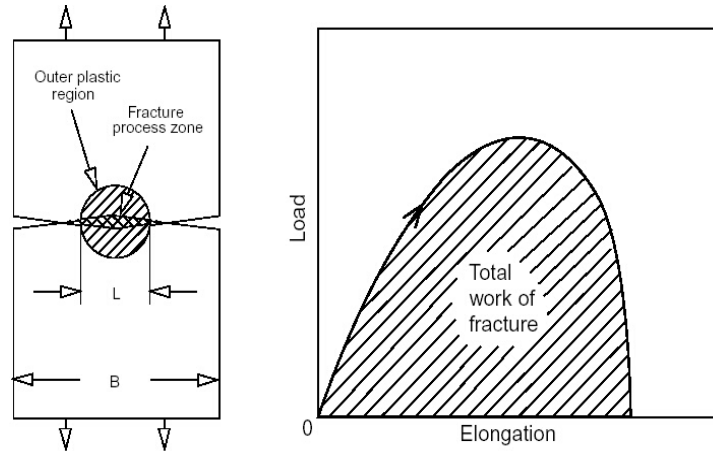 Outer plastic
region
Fracture
process zone
L
B
Load
Total
work of
fracture
0
Elongation